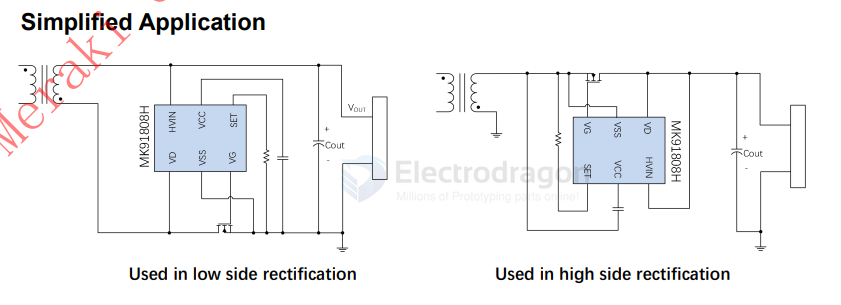 Simplified Application
Meraki
MK91808H
HVIN
VCC
SET
VD
VSS
VG
VOUT
+
Cout
-
Electrodragon
Millions of Prototyping parts online!
VG
VSS
VD
SET
VCC
HVIN
MK91808H
+
Cout
-
Used in low side rectification
Used in high side rectification